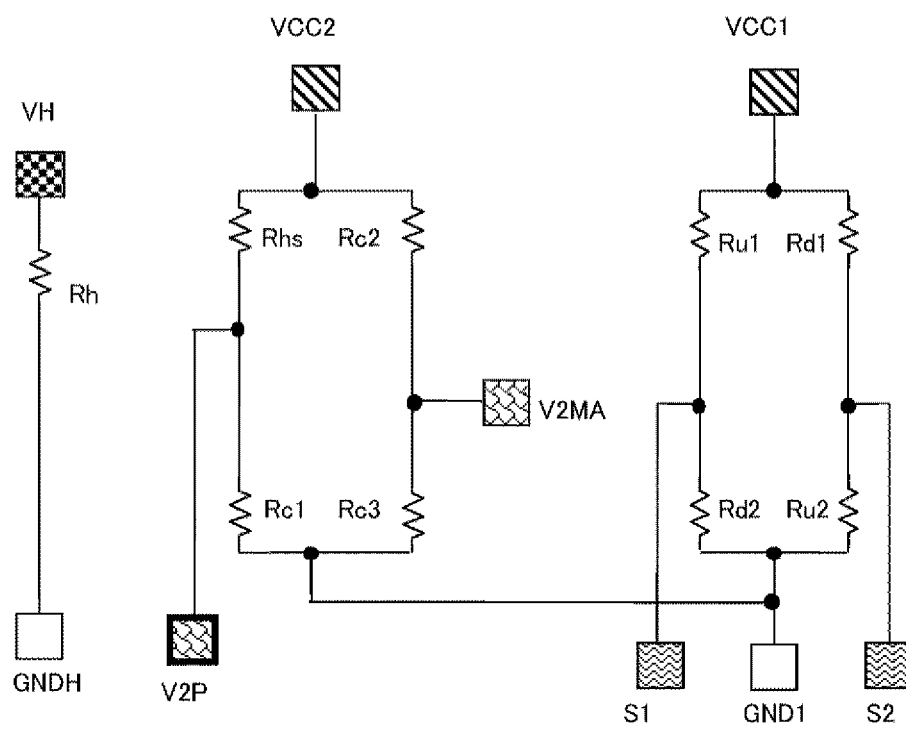 VCC2
VCC1
VH
Rhs
Rc2
Ru1
Rd1
Rh
V2MA
Rc1
Rc3
Rd2
Ru2
GNDH
V2P
S1
GND1
S2